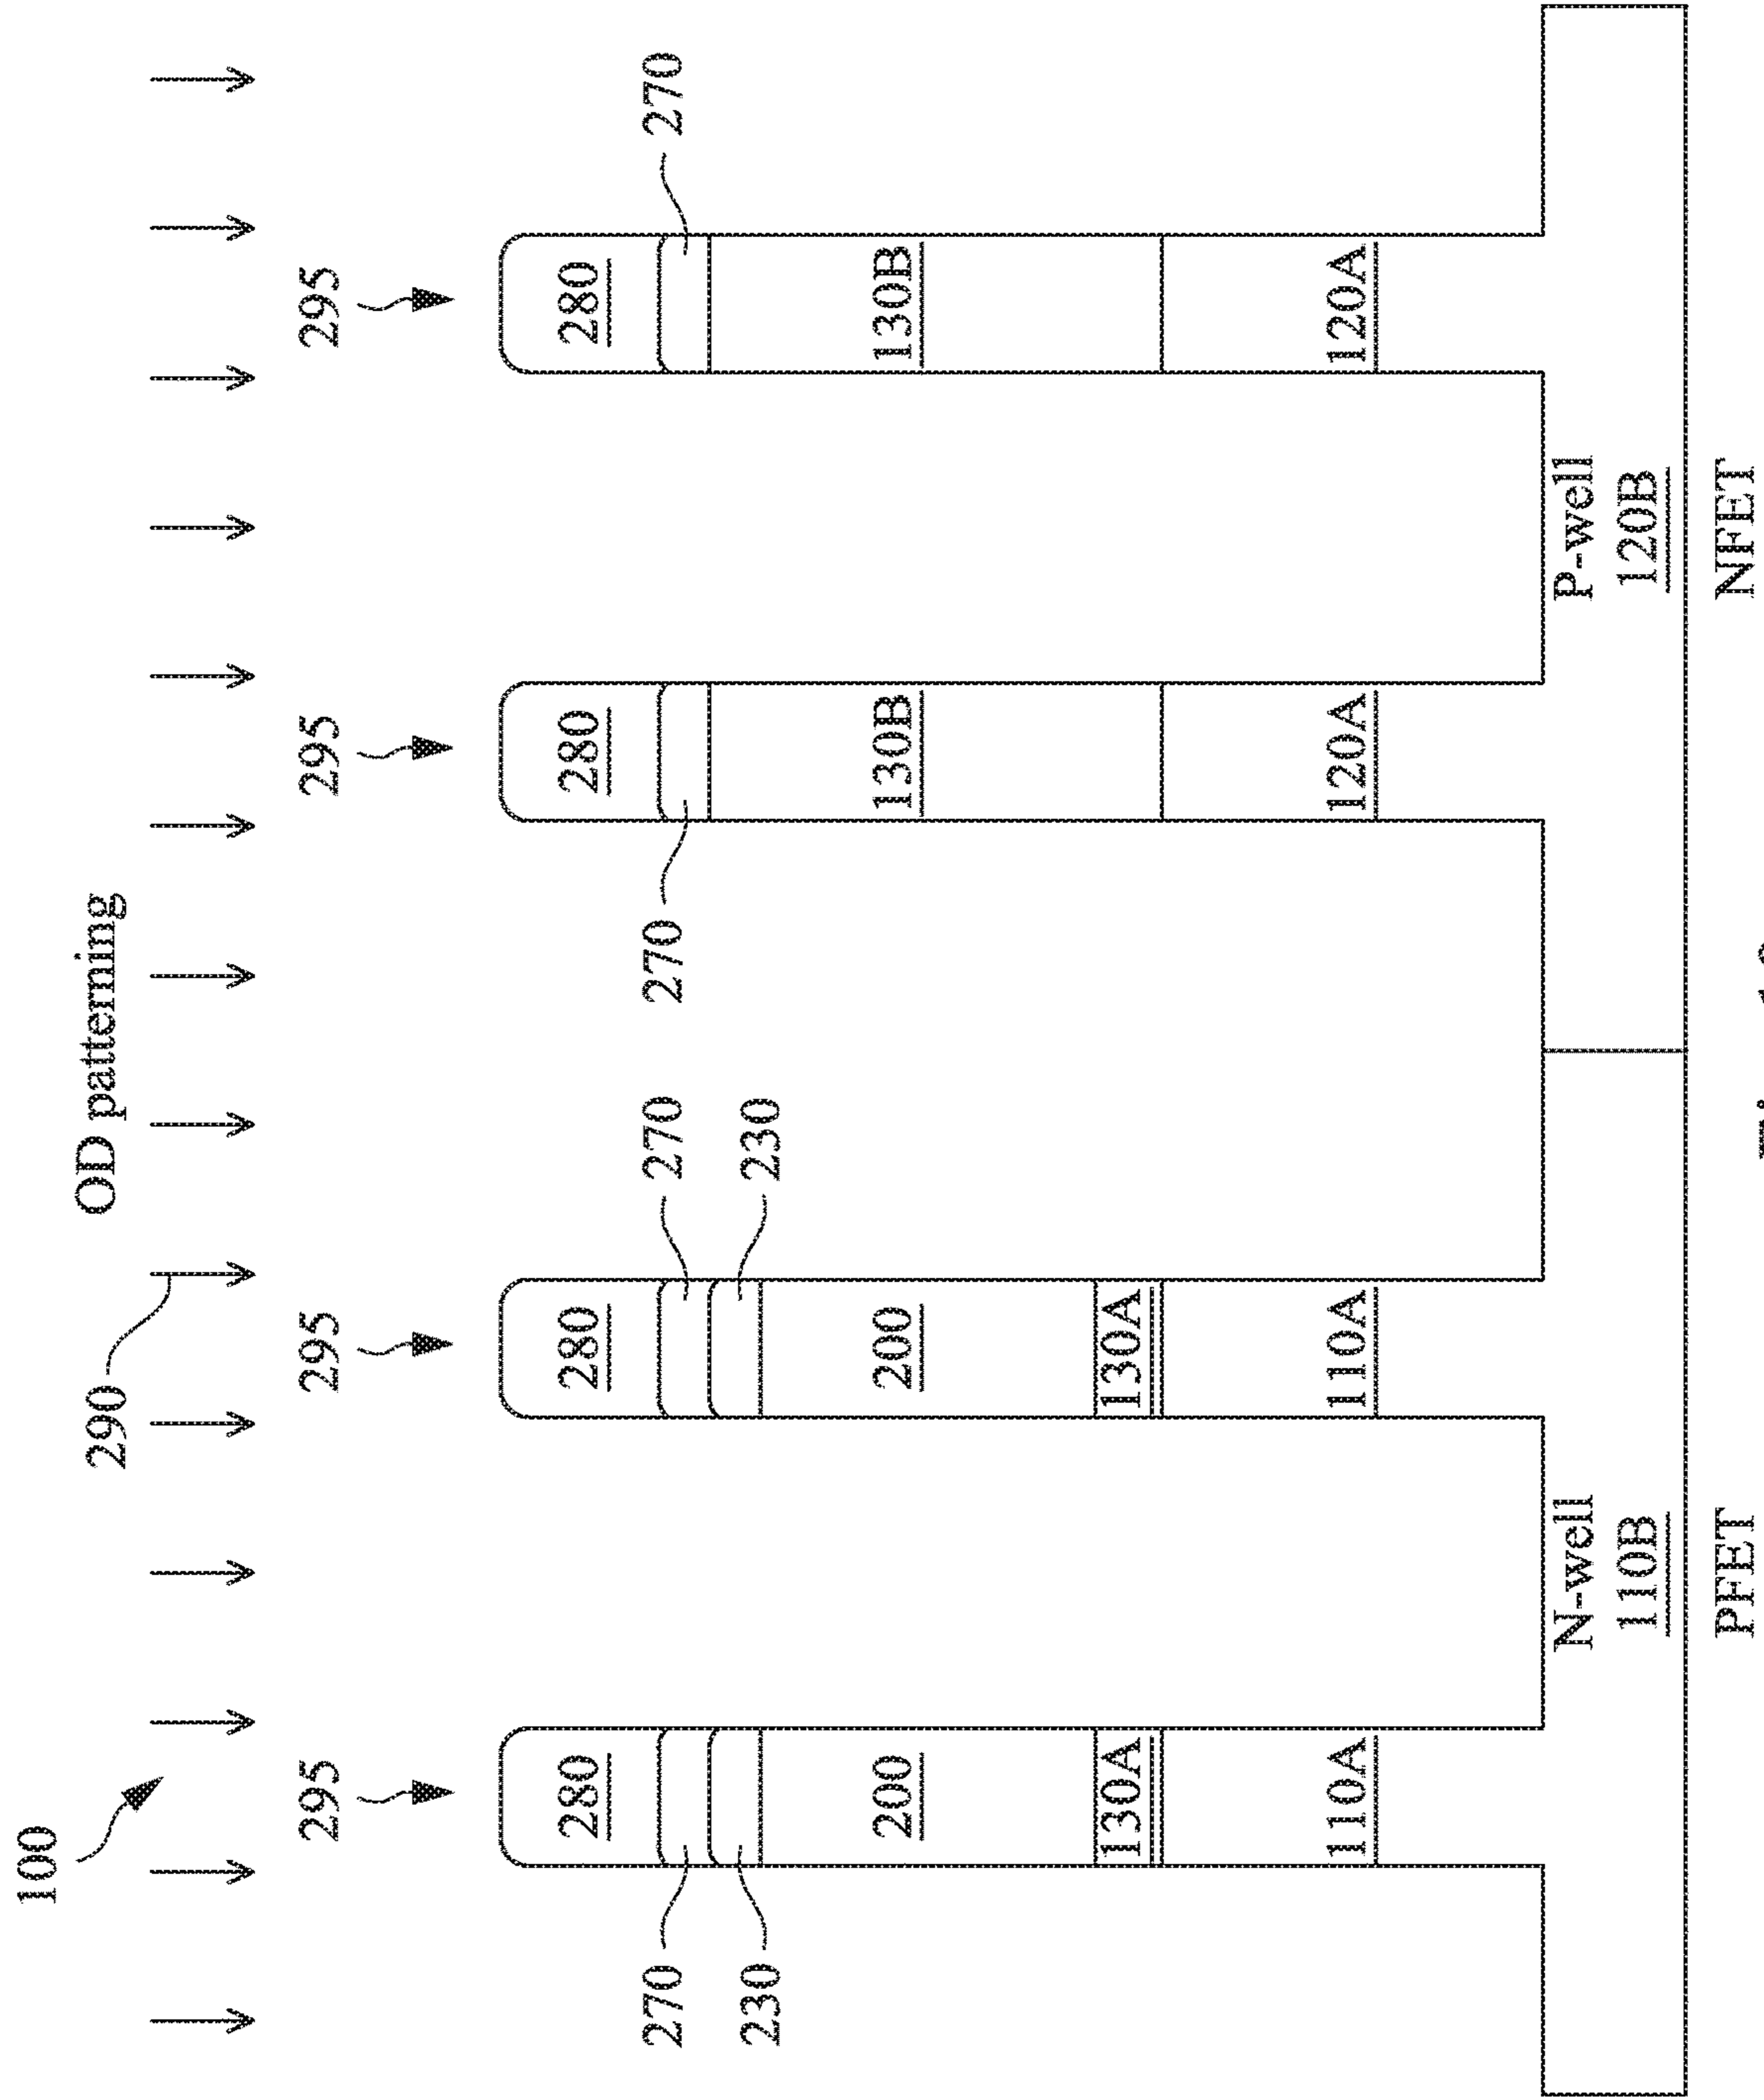 100
290 OD patterning
295 295 295 295
280 280 280 280
270 270 270 270
230 230
200 200 130B 130B
130A 130A
110A 110A 120A 120A
N-well P-well
110B 120B
PFET NFET